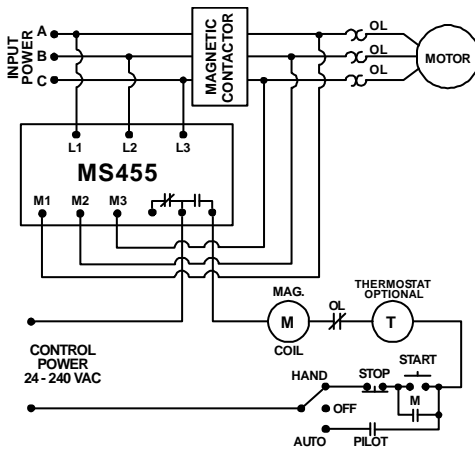 INPUT
POWER
A
B
C
MAGNETIC
CONTACTOR
OL
OL
OL
MOTOR
L1
L2
L3
MS455
M1
M2
M3
CONTROL
POWER
24 - 240 VAC
MAG.
M
COIL
OL
THERMOSTAT
OPTIONAL
T
HAND
STOP
START
M
OFF
AUTO
PILOT